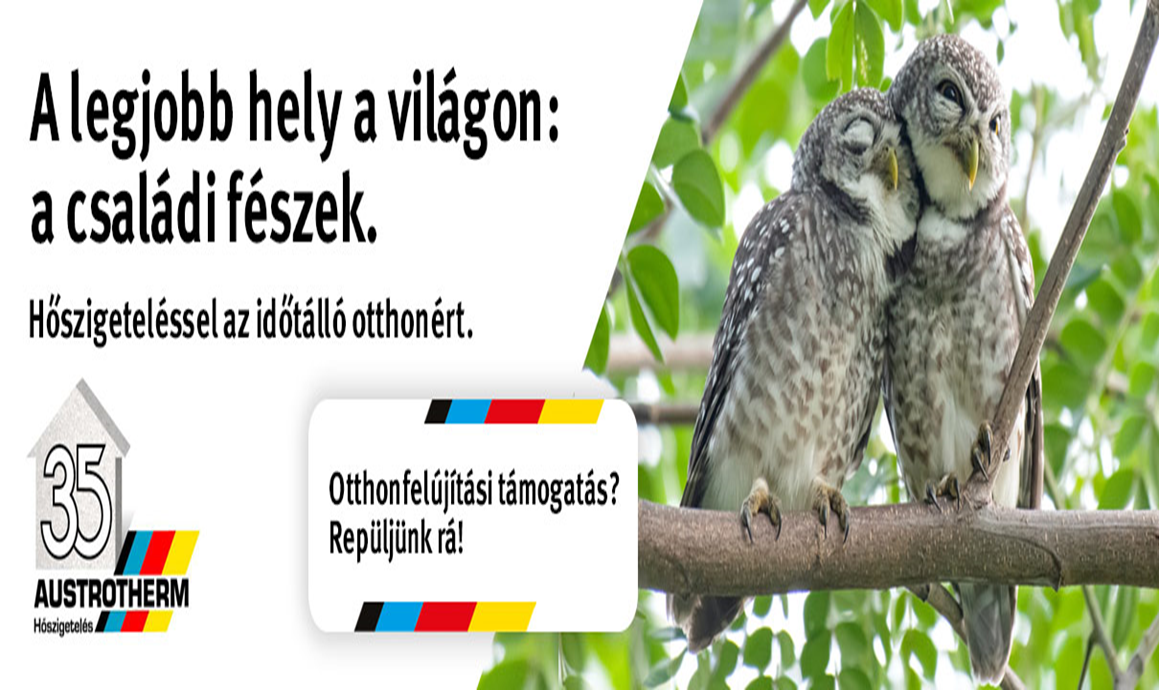 A legjobb hely a világon:
a családi fészek.
Hőszigeteléssel az időtálló otthonért.
35
AUSTROTHERM
Hőszigetelés
Otthonfelújítási támogatás?
Repüljünk rá!